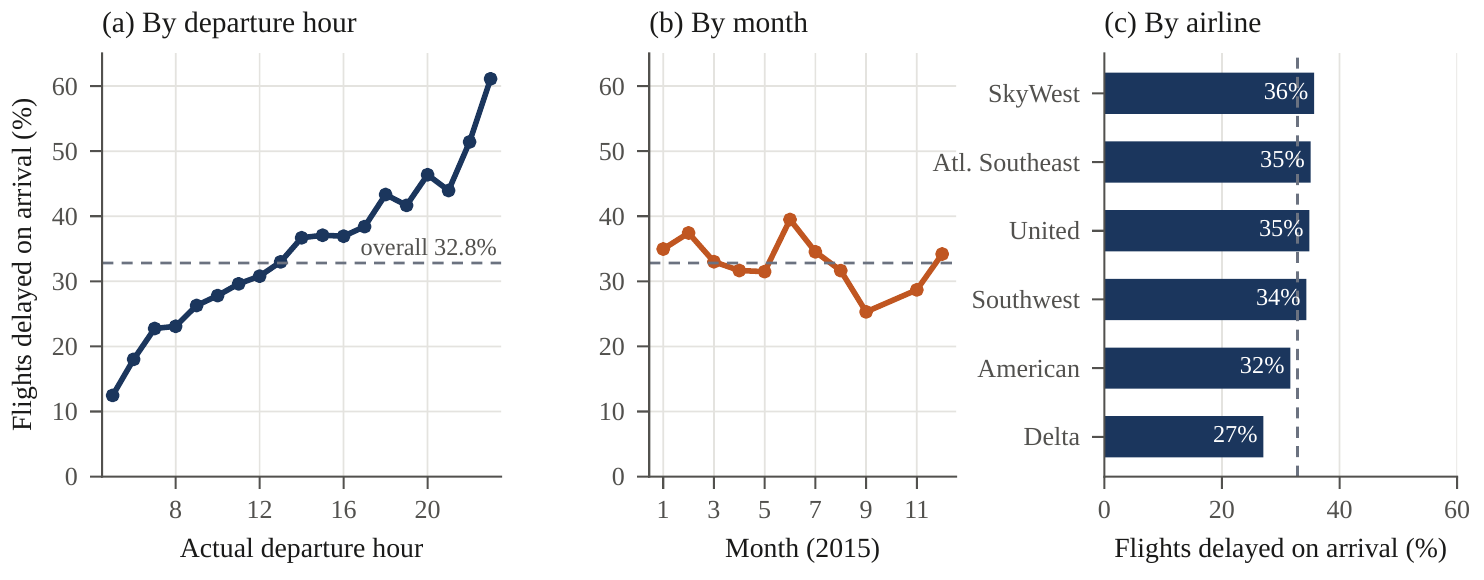 (a) By departure hour
Flights delayed on arrival (%)
60
50
40
30
20
10
0
overall 32.8%
8 12 16 20
Actual departure hour
(b) By month
60
50
40
30
20
10
0
1 3 5 7 9 11
Month (2015)
(c) By airline
SkyWest 36%
Atl. Southeast 35%
United 35%
Southwest 34%
American 32%
Delta 27%
0 20 40 60
Flights delayed on arrival (%)